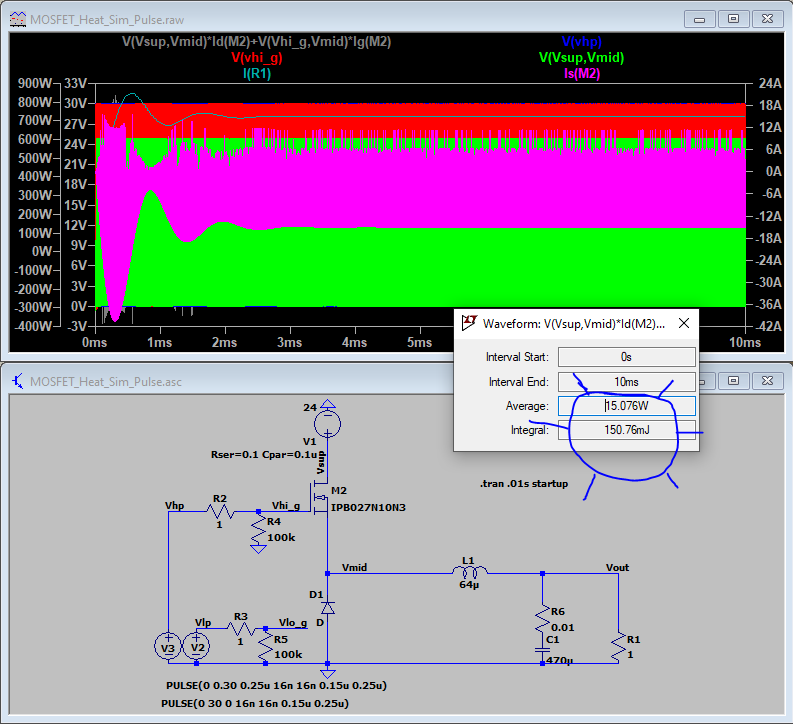 MOSFET_Heat_Sim_Pulse.raw
V(Vsup,Vmid)*Id(M2)+V(Vhi_g,Vmid)*Ig(M2)
V(vhp)
V(vhi_g)
V(Vsup,Vmid)
I(R1)
Is(M2)
900W 33V 24A
800W 30V 18A
700W 27V 12A
600W 24V 6A
500W 21V 0A
400W 18V -6A
300W 15V -12A
200W 12V -18A
100W 9V -24A
0W 6V -30A
-100W 3V -36A
-200W 0V -42A
-300W -3V
-400W
0ms 1ms 2ms 3ms 4ms 5ms 10ms
Waveform: V(Vsup,Vmid)*Id(M2)...
Interval Start: 0s
Interval End: 10ms
Average: 15.076W
Integral: 150.76mJ
MOSFET_Heat_Sim_Pulse.asc
24
V1
Rser=0.1 Cpar=0.1u
Vsup
.tran .01s startup
M2
IPB027N10N3
Vhp
R2
1
Vhi_g
R4
100k
Vmid
L1
64µ
Vout
D1
D
Vlp
R3
1
Vlo_g
R5
100k
V3
V2
R6
0.01
C1
470µ
R1
1
PULSE(0 0.30 0.25u 16n 16n 0.15u 0.25u)
PULSE(0 30 0 16n 16n 0.15u 0.25u)